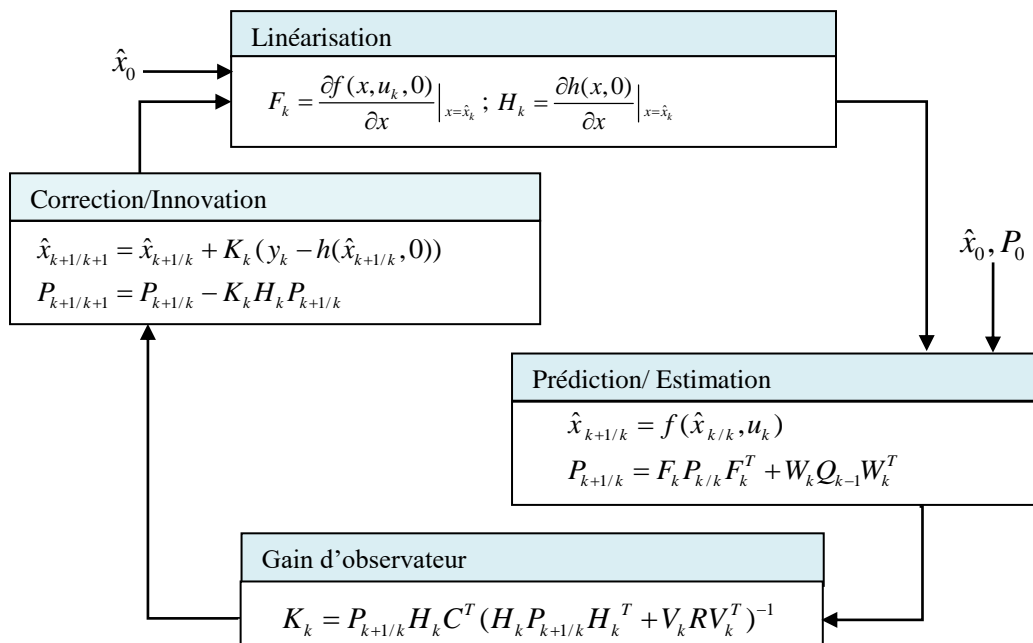 Linéarisation
x̂₀
F_k = ∂f(x,u_k,0)/∂x |_{x=x̂_k} ; H_k = ∂h(x,0)/∂x |_{x=x̂_k}
Correction/Innovation
x̂_{k+1/k+1} = x̂_{k+1/k} + K_k(y_k − h(x̂_{k+1/k},0))
P_{k+1/k+1} = P_{k+1/k} − K_k H_k P_{k+1/k}
x̂₀, P₀
Prédiction/ Estimation
x̂_{k+1/k} = f(x̂_{k/k},u_k)
P_{k+1/k} = F_k P_{k/k} F_k^T + W_k Q_{k−1} W_k^T
Gain d’observateur
K_k = P_{k+1/k} H_k C^T (H_k P_{k+1/k} H_k^T + V_k R V_k^T)^{−1}